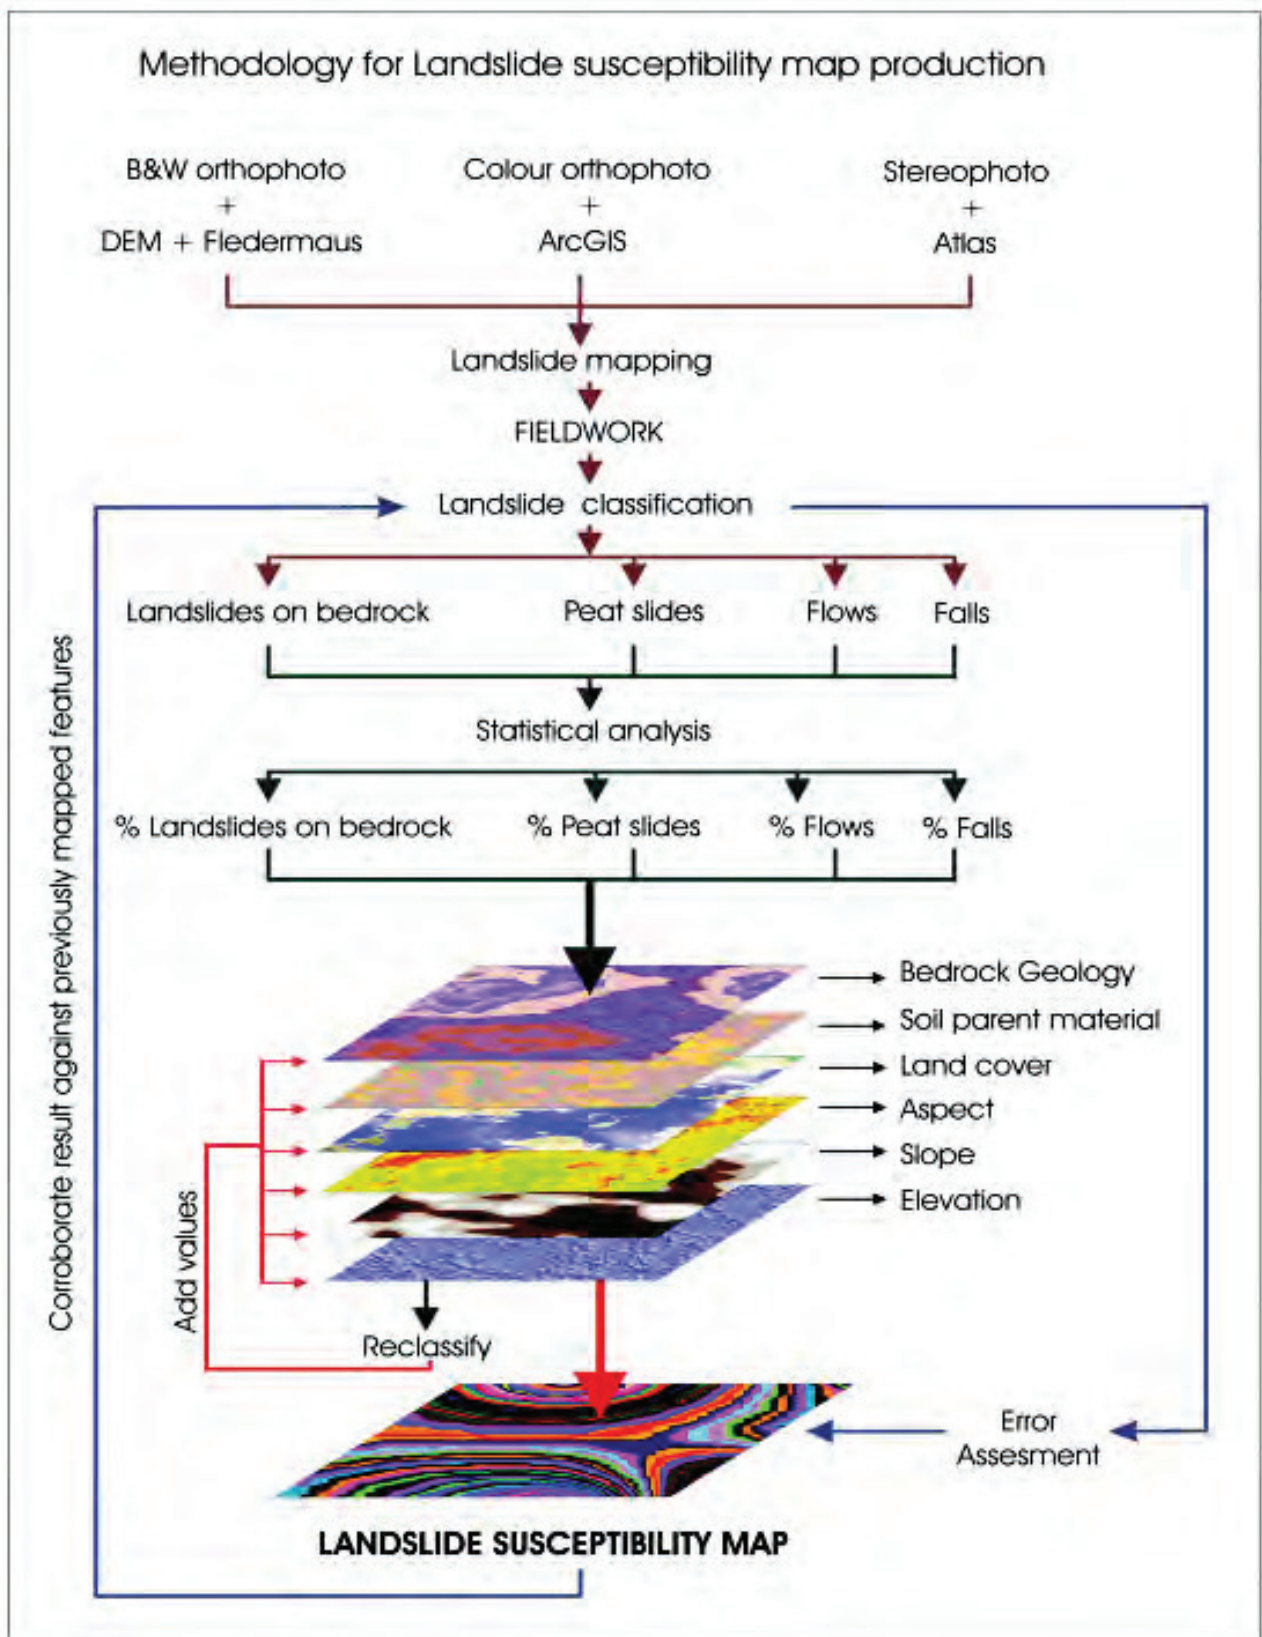 Methodology for Landslide susceptibility map production
B&W orthophoto
+
DEM + Fledermaus
Colour orthophoto
+
ArcGIS
Stereophoto
+
Atlas
Landslide mapping
FIELDWORK
Landslide classification
Landslides on bedrock
Peat slides
Flows
Falls
Statistical analysis
% Landslides on bedrock
% Peat slides
% Flows
% Falls
Bedrock Geology
Soil parent material
Land cover
Aspect
Slope
Elevation
Add values
Reclassify
Error
Assesment
LANDSLIDE SUSCEPTIBILITY MAP
Corroborate result against previously mapped features